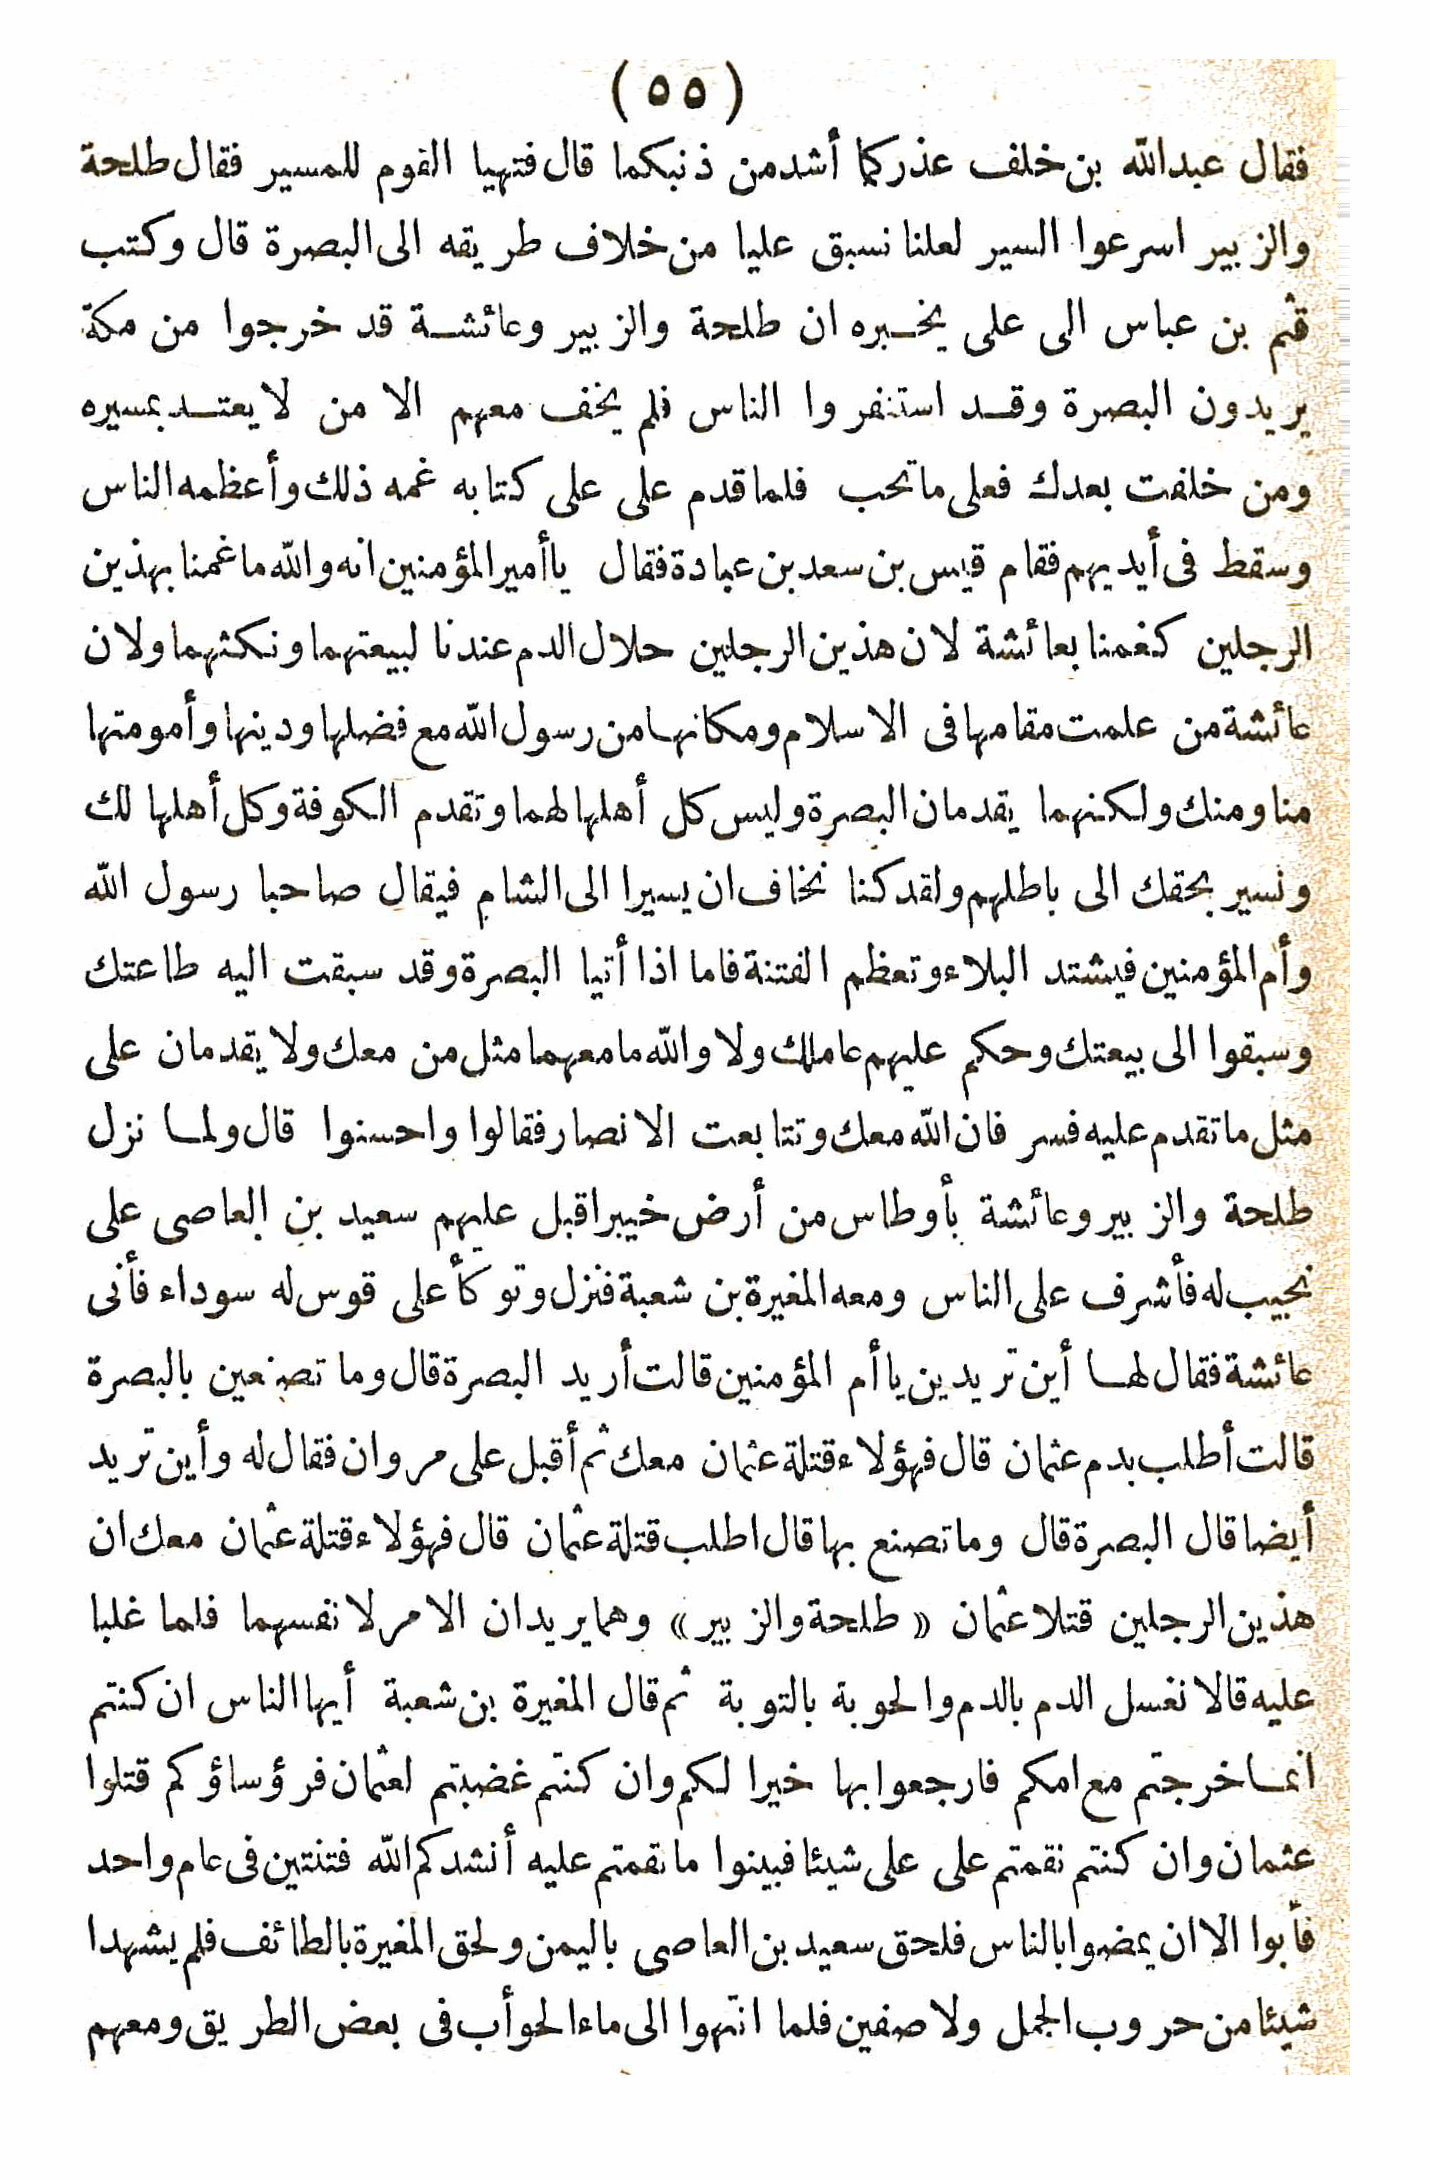 (٥٥)
فقال عبدالله بن خلف عذركما أشد من ذنبكما قال فتهيا القوم للمسير فقال طلحة
والزبير اسرعوا السير لعلنا نسبق عليا من خلاف طريقه الى البصرة قال وكتب
قثم بن عباس الى على يخبره ان طلحة والزبير وعائشة قد خرجوا من مكة
يريدون البصرة وقد استنفروا الناس فلم يخف معهم الا من لا يعتد بمسيره
ومن خلفت بعدك فعلى ما تحب فلما قدم على على كتابه غمه ذلك وأعظمه الناس
وسقط فى أيديهم فقام قيس بن سعد بن عبادة فقال يا أمير المؤمنين انه والله ما غمنا بهذين
الرجلين كغمنا بعائشة لان هذين الرجلين حلال الدم عندنا لبيعتهما ونكثهما ولان
عائشة من علمت مقامها فى الاسلام ومكانها من رسول الله مع فضلها ودينها وأمومتها
منا ومنك ولكنهما يقدمان البصرة وليس كل أهلها لهما وتقدم الكوفة وكل أهلها لك
ونسير بحقك الى باطلهم ولقد كنا نخاف ان يسيرا الى الشام فيقال صاحبا رسول الله
وأم المؤمنين فيشتد البلاء وتعظم الفتنة فاما اذا أتيا البصرة وقد سبقت اليه طاعتك
وسبقوا الى بيعتك وحكم عليهم عاملك ولا والله ما معهما مثل من معك ولا يقدمان على
مثل ما تقدم عليه فسر فان الله معك وتتابعت الانصار فقالوا واحسنوا قال ولما نزل
طلحة والزبير وعائشة بأوطاس من أرض خيبر اقبل عليهم سعيد بن العاصى على
نجيب له فأشرف على الناس ومعه المغيرة بن شعبة فنزل وتوكأ على قوس له سوداء فأتى
عائشة فقال لها أين تريدين يا أم المؤمنين قالت أريد البصرة قال وما تصنعين بالبصرة
قالت أطلب بدم عثمان قال فهؤلاء قتلة عثمان معك ثم أقبل على مروان فقال له وأين تريد
أيضا قال البصرة قال وما تصنع بها قال اطلب قتلة عثمان قال فهؤلاء قتلة عثمان معك ان
هذين الرجلين قتلا عثمان « طلحة والزبير » وهما يريدان الامر لانفسهما فلما غلبا
عليه قالا نغسل الدم بالدم والحوبة بالتوبة ثم قال المغيرة بن شعبة أيها الناس ان كنتم
انما خرجتم مع امكم فارجعوا بها خيرا لكم وان كنتم غضبتم لعثمان فرؤساؤكم قتلوا
عثمان وان كنتم نقمتم على على شيئا فبينوا ما نقمتم عليه أنشدكم الله فتنتين فى عام واحد
فأبوا الا ان يمضوا بالناس فلحق سعيد بن العاصى باليمن ولحق المغيرة بالطائف فلم يشهدا
شيئا من حروب الجمل ولا صفين فلما انتهوا الى ماء الحوأب فى بعض الطريق ومعهم